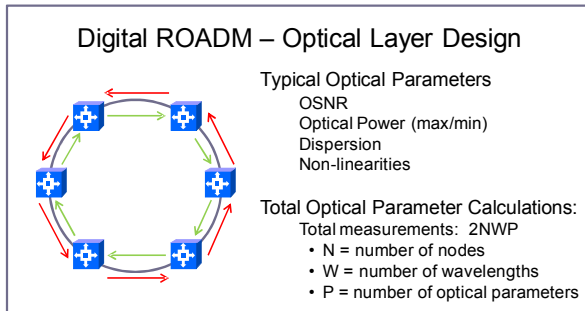 Digital ROADM – Optical Layer Design
Typical Optical Parameters
OSNR
Optical Power (max/min)
Dispersion
Non-linearities
Total Optical Parameter Calculations:
Total measurements:  2NWP
• N = number of nodes
• W = number of wavelengths
• P = number of optical parameters